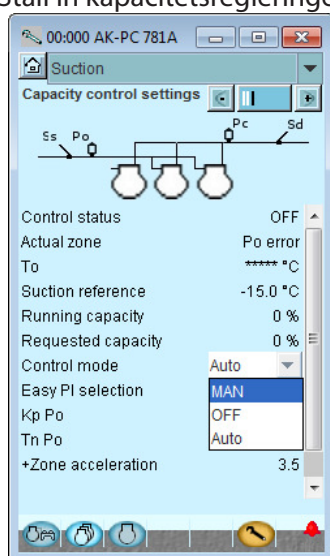 Ställ in kapacitetsregleringe
00:000 AK-PC 781A
Suction
Capacity control settings
Ss Po Pc Sd
Control status OFF
Actual zone Po error
To ***** °C
Suction reference -15.0 °C
Running capacity 0 %
Requested capacity 0 %
Control mode Auto
Easy PI selection MAN
Kp Po OFF
Tn Po Auto
+Zone acceleration 3.5